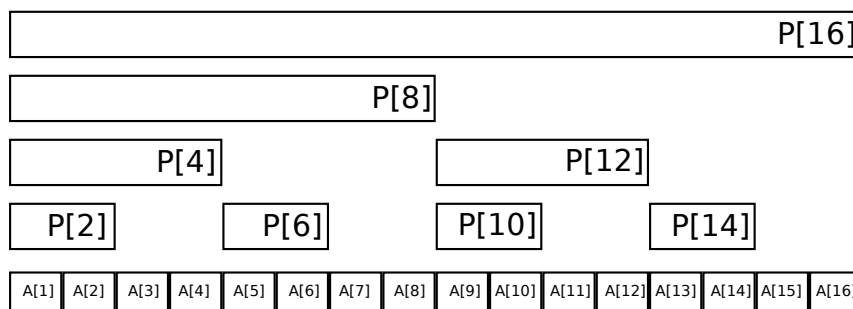 P[16]
P[8]
P[4] P[12]
P[2] P[6] P[10] P[14]
A[1] A[2] A[3] A[4] A[5] A[6] A[7] A[8] A[9] A[10] A[11] A[12] A[13] A[14] A[15] A[16]